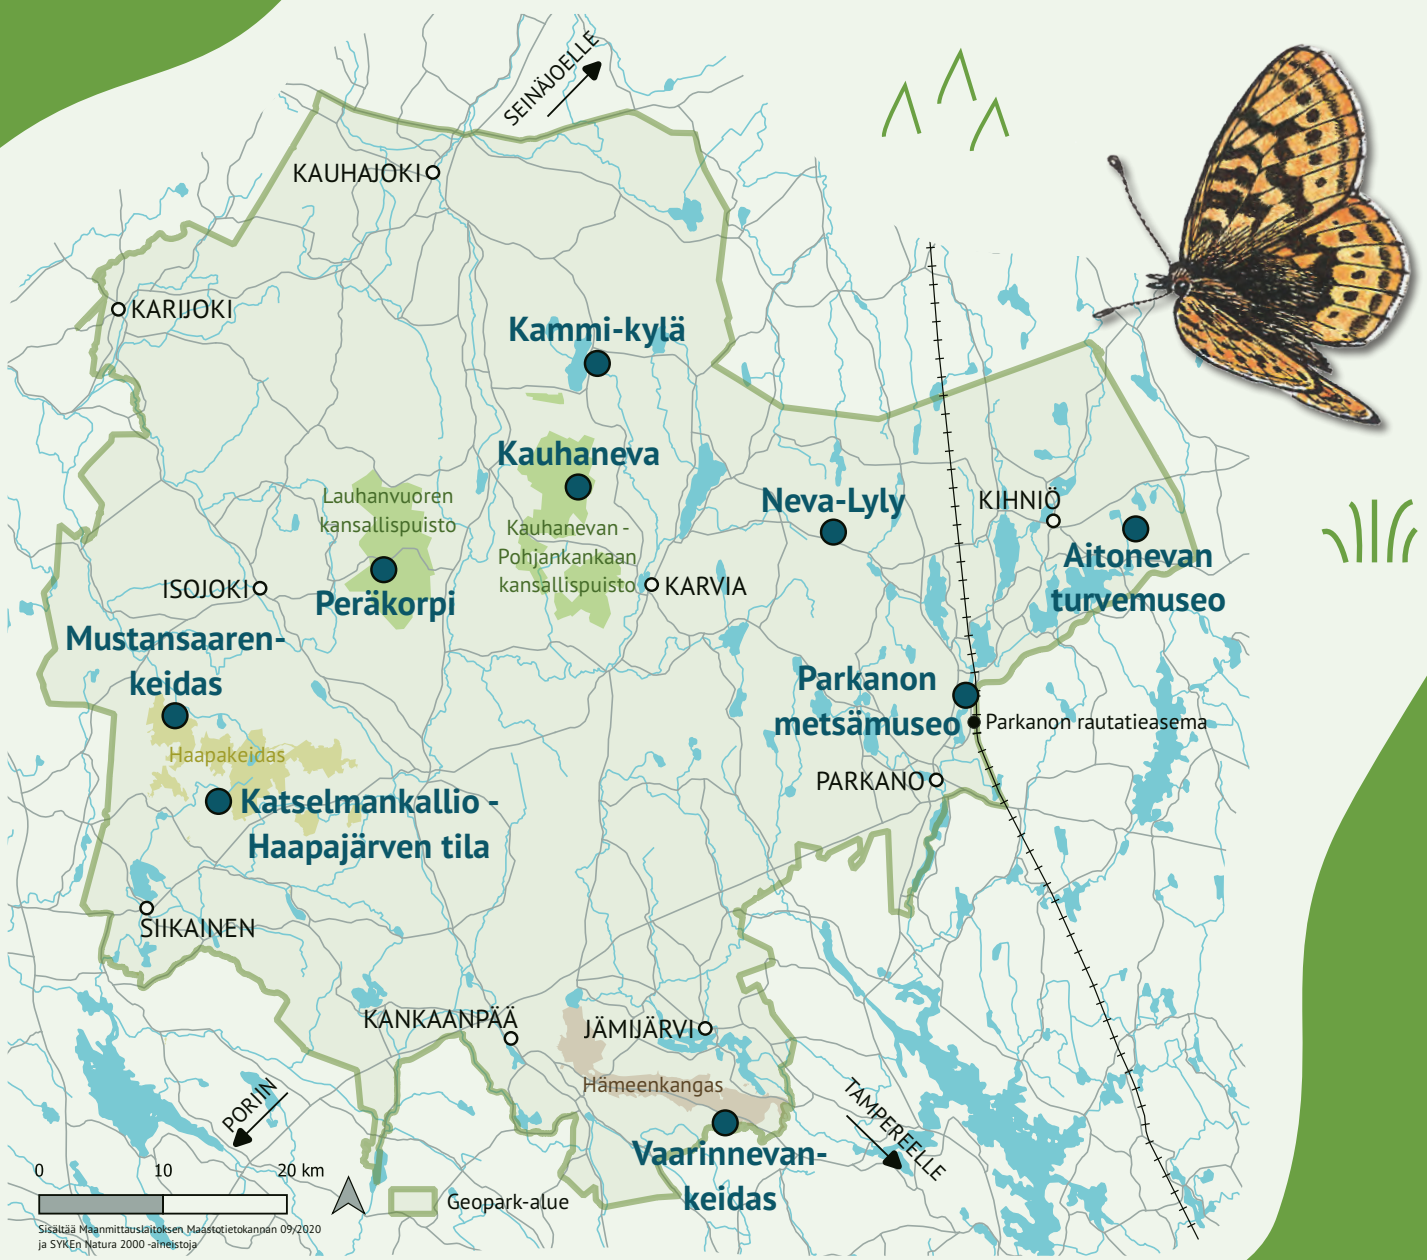 SEINÄJOELLE
KAUHAJOKI
KARIJOKI
Kammi-kylä
Kauhaneva
Lauhanvuoren
kansallispuisto
Neva-Lyly
KIHNIÖ
Kauhanevan -
Pohjankankaan
kansallispuisto
Aitonevan
turvemuseo
ISOJOKI
Peräkorpi
KARVIA
Mustansaaren-
keidas
Parkanon
metsämuseo
Parkanon rautatieasema
Haapakeidas
PARKANO
Katselmankallio -
Haapajärven tila
SIIKAINEN
KANKAANPÄÄ
JÄMIJÄRVI
Hämeenkangas
PORIIN
TAMPEREELLE
Vaarinnevan-
keidas
0 10 20 km
Geopark-alue
Sisältää Maanmittauslaitoksen Maastotietokannan 09/2020
ja SYKEn Natura 2000 -aineistoja